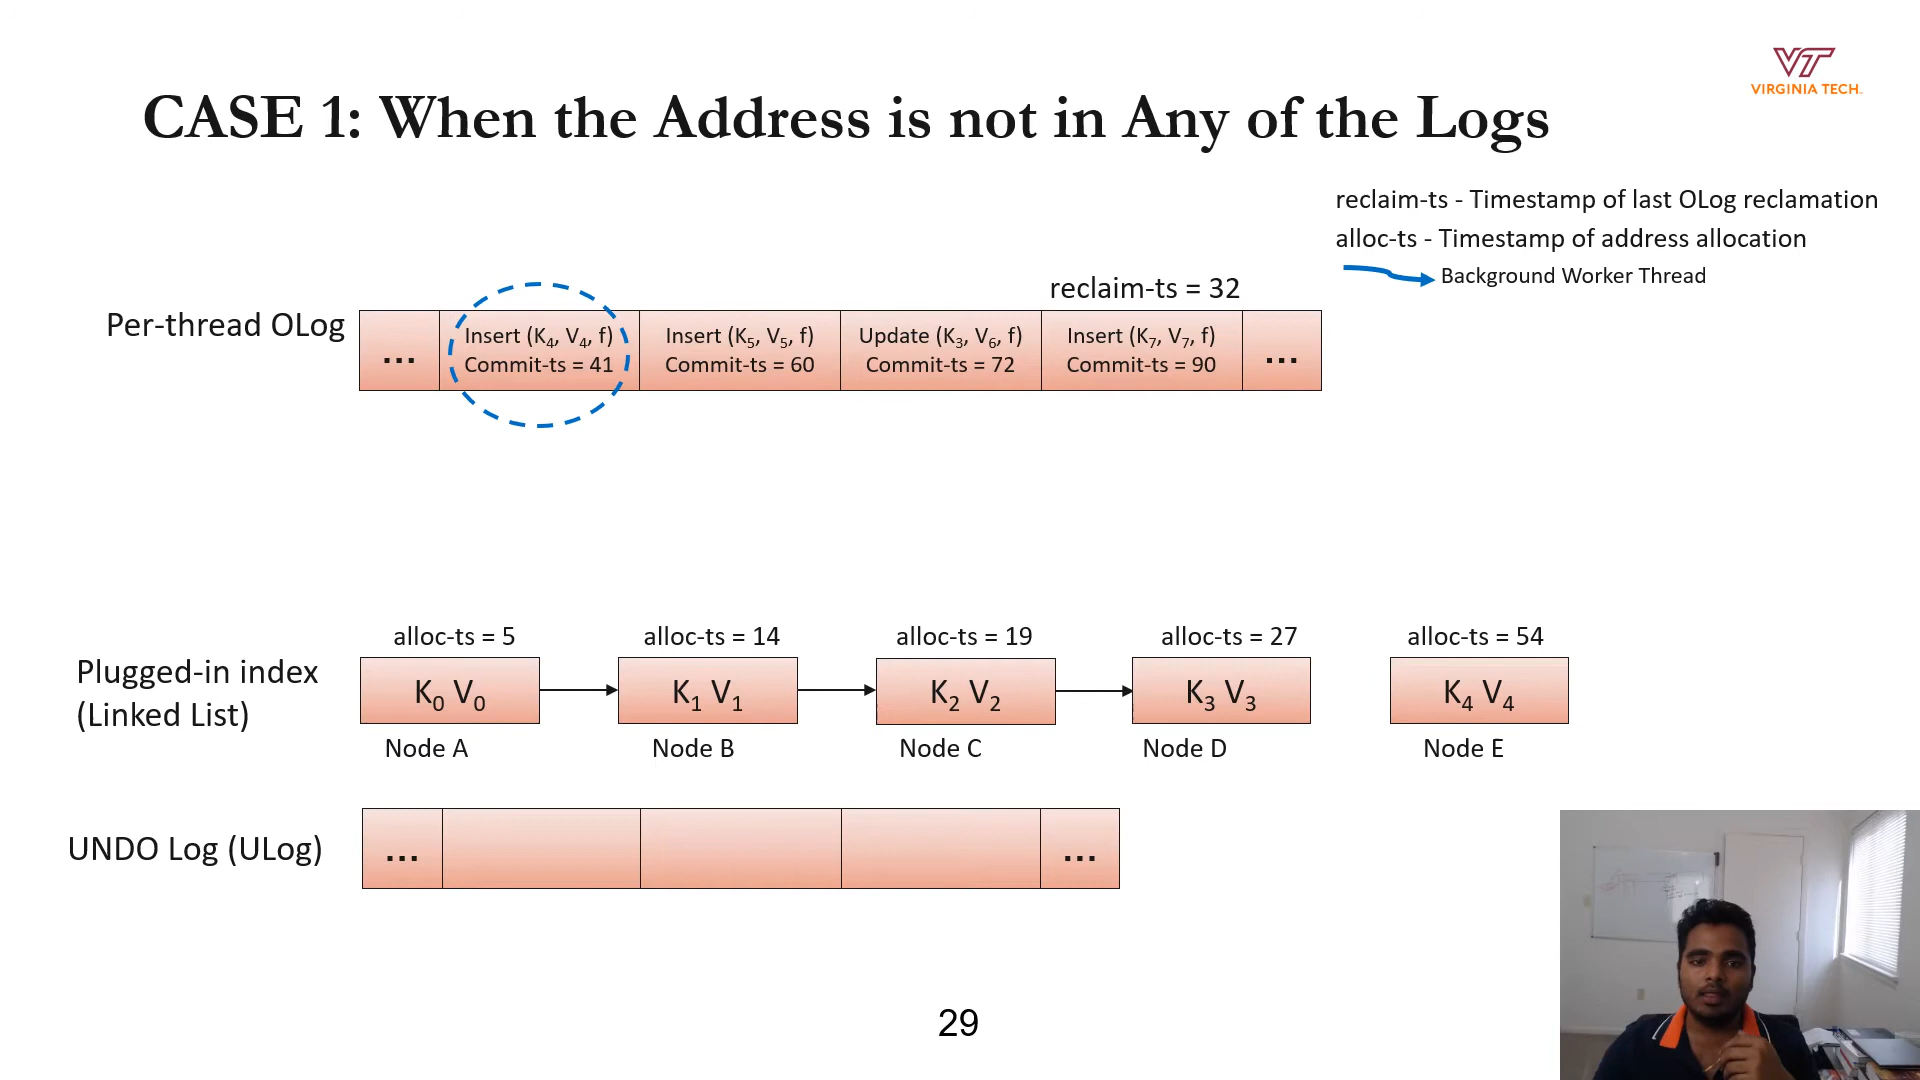 VT
VIRGINIA TECH
CASE 1: When the Address is not in Any of the Logs
reclaim-ts - Timestamp of last OLog reclamation
alloc-ts - Timestamp of address allocation
Background Worker Thread
reclaim-ts = 32
Per-thread OLog
... Insert (K4, V4, f) Insert (K5, V5, f) Update (K3, V6, f) Insert (K7, V7, f) ...
Commit-ts = 41 Commit-ts = 60 Commit-ts = 72 Commit-ts = 90
alloc-ts = 5 alloc-ts = 14 alloc-ts = 19 alloc-ts = 27 alloc-ts = 54
Plugged-in index
(Linked List)
K0 V0 K1 V1 K2 V2 K3 V3 K4 V4
Node A Node B Node C Node D Node E
UNDO Log (ULog)
... ...
29